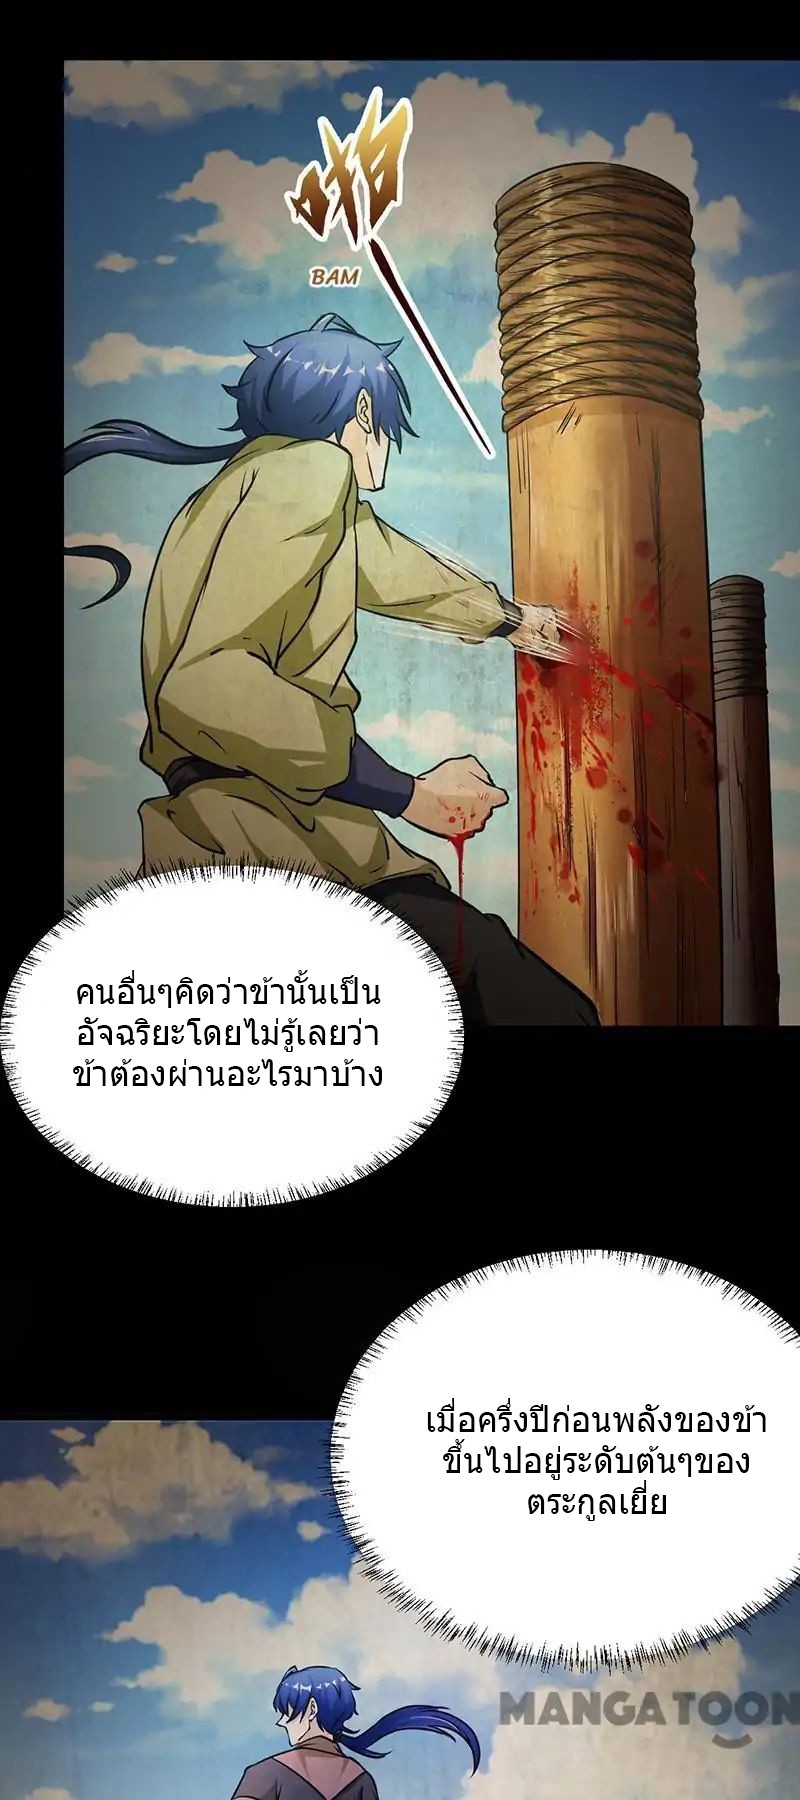 啪
BAM
คนอื่นๆคิดว่าข้านั้นเป็น
อัจฉริยะโดยไม่รู้เลยว่า
ข้าต้องผ่านอะไรมาบ้าง
เมื่อครึ่งปีก่อนพลังของข้า
ขึ้นไปอยู่ระดับต้นๆของ
ตระกูลเยี่ย
MANGATOON